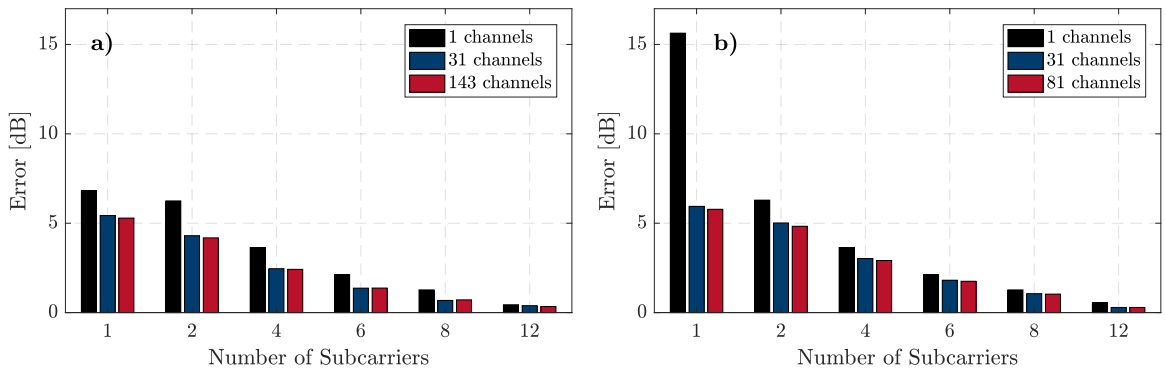 a)
1 channels
31 channels
143 channels
Error [dB]
15
10
5
0
1 2 4 6 8 12
Number of Subcarriers
b)
1 channels
31 channels
81 channels
Error [dB]
15
10
5
0
1 2 4 6 8 12
Number of Subcarriers